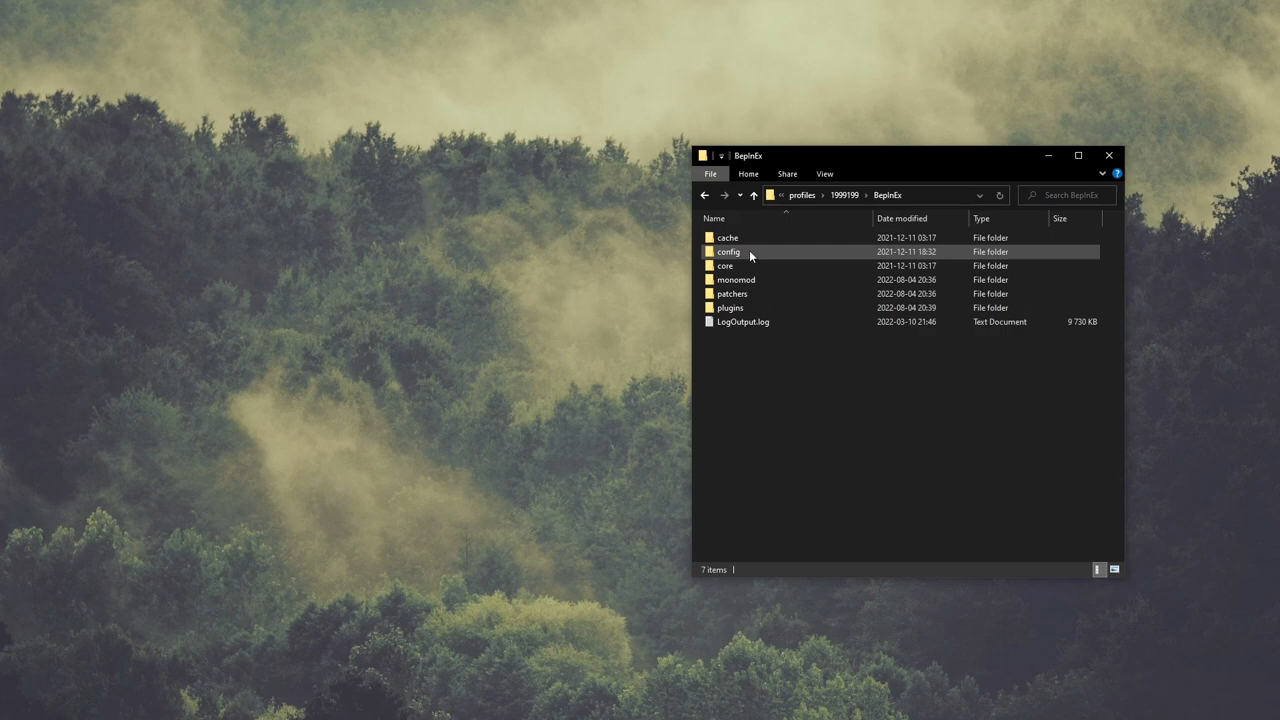 BepInEx
File Home Share View
« profiles › 1999199 › BepInEx Search BepInEx
Name Date modified Type Size
cache 2021-12-11 03:17 File folder
config 2021-12-11 18:32 File folder
core 2021-12-11 03:17 File folder
monomod 2022-08-04 20:36 File folder
patchers 2022-08-04 20:36 File folder
plugins 2022-08-04 20:39 File folder
LogOutput.log 2022-03-10 21:46 Text Document 9 730 KB
7 items